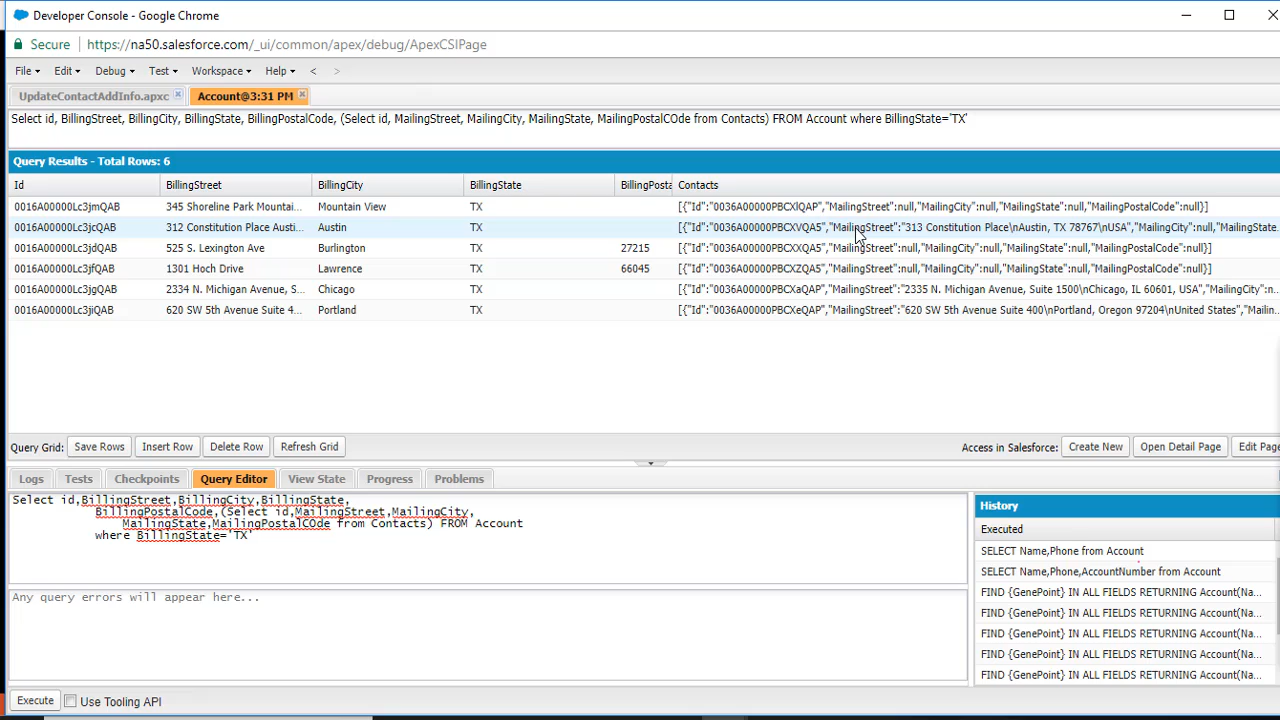 Developer Console - Google Chrome
Secure https://na50.salesforce.com/_ui/common/apex/debug/ApexCSIPage
File Edit Debug Test Workspace Help < >
UpdateContactAddInfo.apxc Account@3:31 PM
Select id, BillingStreet, BillingCity, BillingState, BillingPostalCode, (Select id, MailingStreet, MailingCity, MailingState, MailingPostalCOde from Contacts) FROM Account where BillingState='TX'
Query Results - Total Rows: 6
Id BillingStreet BillingCity BillingState BillingPosta Contacts
0016A00000Lc3jmQAB 345 Shoreline Park Mountai... Mountain View TX [{"Id":"0036A00000PBCXlQAP","MailingStreet":null,"MailingCity":null,"MailingState":null,"MailingPostalCode":null}]
0016A00000Lc3jcQAB 312 Constitution Place Austi... Austin TX [{"Id":"0036A00000PBCXVQA5","MailingStreet":"313 Constitution Place\nAustin, TX 78767\nUSA","MailingCity":null,"MailingState.
0016A00000Lc3jdQAB 525 S. Lexington Ave Burlington TX 27215 [{"Id":"0036A00000PBCXXQA5","MailingStreet":null,"MailingCity":null,"MailingState":null,"MailingPostalCode":null}]
0016A00000Lc3jfQAB 1301 Hoch Drive Lawrence TX 66045 [{"Id":"0036A00000PBCXZQA5","MailingStreet":null,"MailingCity":null,"MailingState":null,"MailingPostalCode":null}]
0016A00000Lc3jgQAB 2334 N. Michigan Avenue, S... Chicago TX [{"Id":"0036A00000PBCXaQAP","MailingStreet":"2335 N. Michigan Avenue, Suite 1500\nChicago, IL 60601, USA","MailingCity":n...
0016A00000Lc3jiQAB 620 SW 5th Avenue Suite 4... Portland TX [{"Id":"0036A00000PBCXeQAP","MailingStreet":"620 SW 5th Avenue Suite 400\nPortland, Oregon 97204\nUnited States","Mailin...
Query Grid: Save Rows Insert Row Delete Row Refresh Grid Access in Salesforce: Create New Open Detail Page Edit Page
Logs Tests Checkpoints Query Editor View State Progress Problems
Select id,BillingStreet,BillingCity,BillingState,
BillingPostalCode,(Select id,MailingStreet,MailingCity,
MailingState,MailingPostalCOde from Contacts) FROM Account
where BillingState='TX'
Any query errors will appear here...
History
Executed
SELECT Name,Phone from Account
SELECT Name,Phone,AccountNumber from Account
FIND {GenePoint} IN ALL FIELDS RETURNING Account(Na...
FIND {GenePoint} IN ALL FIELDS RETURNING Account(Na...
FIND {GenePoint} IN ALL FIELDS RETURNING Account(Na...
FIND {GenePoint} IN ALL FIELDS RETURNING Account(Na...
FIND {GenePoint} IN ALL FIELDS RETURNING Account(Na...
Execute Use Tooling API